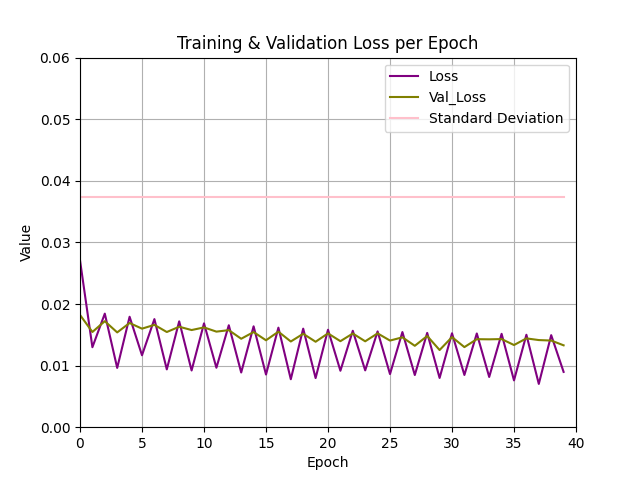 Training & Validation Loss per Epoch
0.06
0.05
0.04
0.03
0.02
0.01
0.00
Value
Loss
Val_Loss
Standard Deviation
0 5 10 15 20 25 30 35 40
Epoch